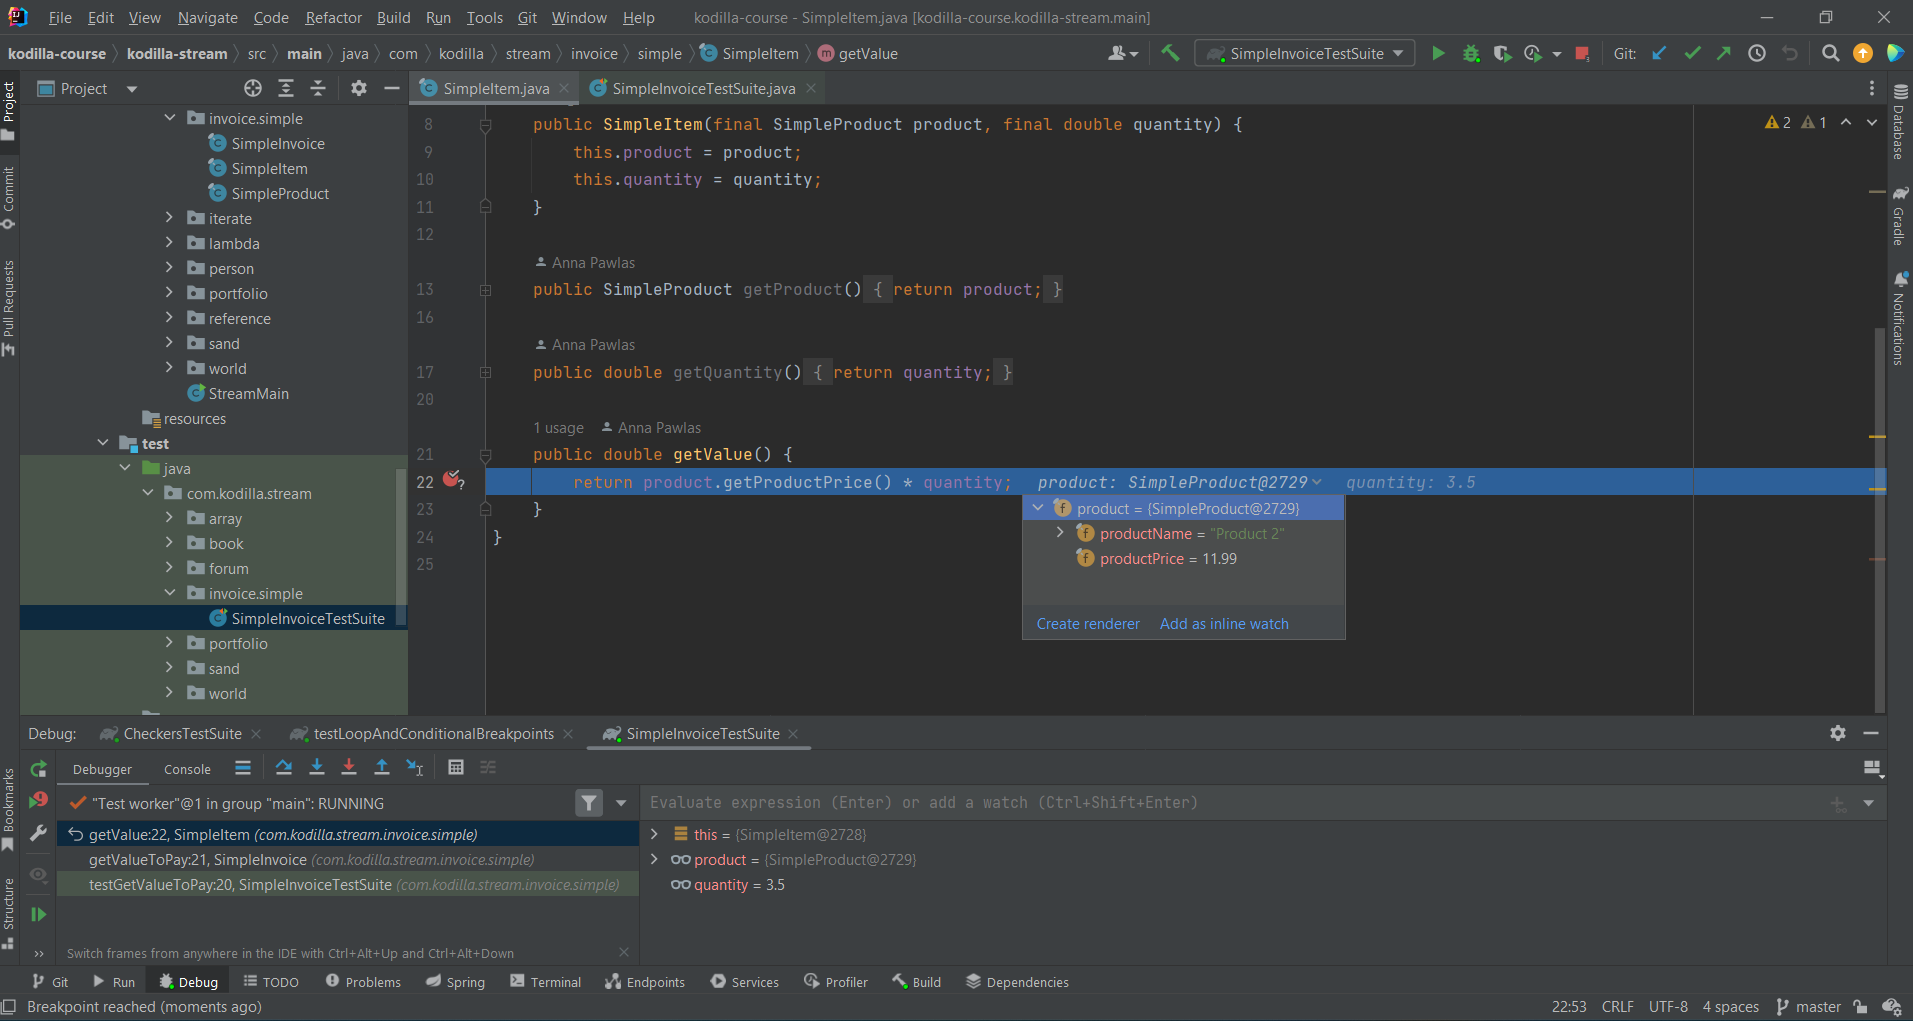 File Edit View Navigate Code Refactor Build Run Tools Git Window Help kodilla-course - SimpleItem.java [kodilla-course.kodilla-stream.main]
kodilla-course kodilla-stream src main java com kodilla stream invoice simple SimpleItem getValue SimpleInvoiceTestSuite Git:
Project
SimpleItem.java SimpleInvoiceTestSuite.java
Project
Commit
Pull Requests
Bookmarks
Structure
invoice.simple
SimpleInvoice
SimpleItem
SimpleProduct
iterate
lambda
person
portfolio
reference
sand
world
StreamMain
resources
test
java
com.kodilla.stream
array
book
forum
invoice.simple
SimpleInvoiceTestSuite
portfolio
sand
world
8 public SimpleItem(final SimpleProduct product, final double quantity) {
9 this.product = product;
10 this.quantity = quantity;
11 }
12
Anna Pawlas
13 public SimpleProduct getProduct() { return product; }
16
Anna Pawlas
17 public double getQuantity() { return quantity; }
20
1 usage Anna Pawlas
21 public double getValue() {
22 return product.getProductPrice() * quantity; product: SimpleProduct@2729 quantity: 3.5
23 }
24 }
25
2 1
product = {SimpleProduct@2729}
productName = "Product 2"
productPrice = 11.99
Create renderer Add as inline watch
Database
Gradle
Notifications
Debug: CheckersTestSuite testLoopAndConditionalBreakpoints SimpleInvoiceTestSuite
Debugger Console
"Test worker"@1 in group "main": RUNNING
getValue:22, SimpleItem (com.kodilla.stream.invoice.simple)
getValueToPay:21, SimpleInvoice (com.kodilla.stream.invoice.simple)
testGetValueToPay:20, SimpleInvoiceTestSuite (com.kodilla.stream.invoice.simple)
Switch frames from anywhere in the IDE with Ctrl+Alt+Up and Ctrl+Alt+Down
Evaluate expression (Enter) or add a watch (Ctrl+Shift+Enter)
this = {SimpleItem@2728}
product = {SimpleProduct@2729}
quantity = 3.5
Git Run Debug TODO Problems Spring Terminal Endpoints Services Profiler Build Dependencies
Breakpoint reached (moments ago) 22:53 CRLF UTF-8 4 spaces master